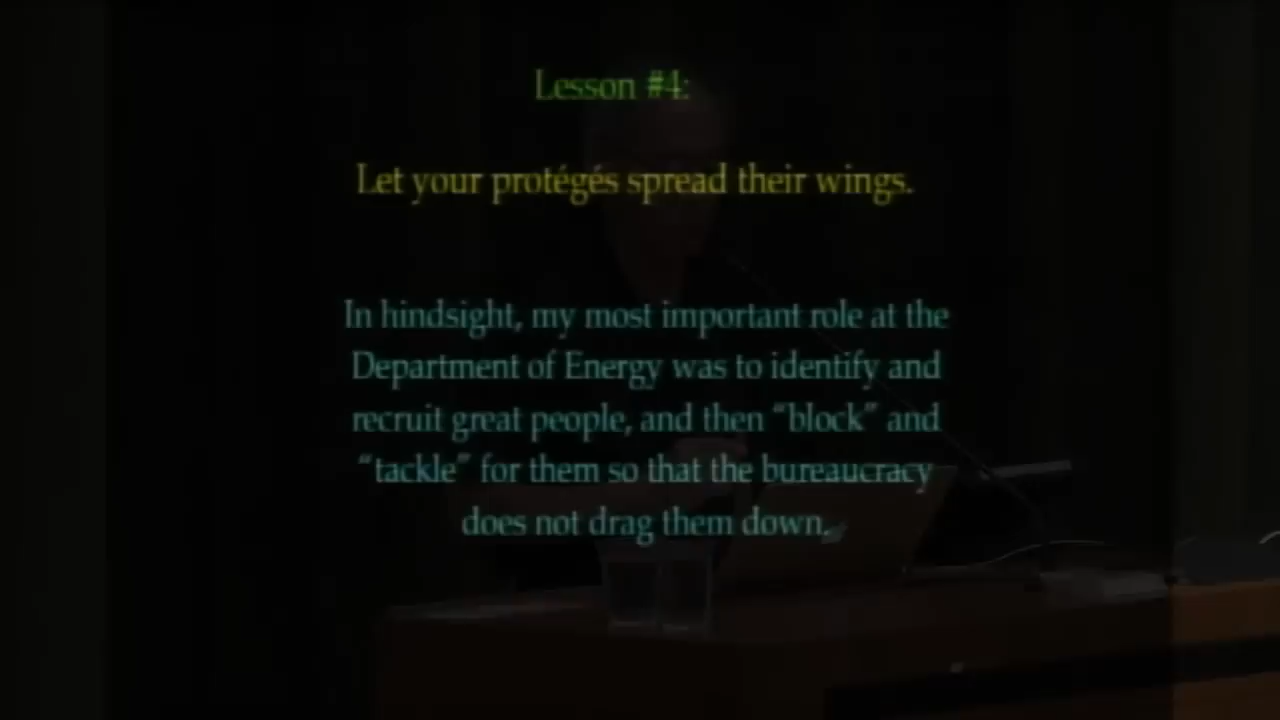 Lesson #4:
Let your protégés spread their wings.
In hindsight, my most important role at the
Department of Energy was to identify and
recruit great people, and then “block” and
“tackle” for them so that the bureaucracy
does not drag them down.